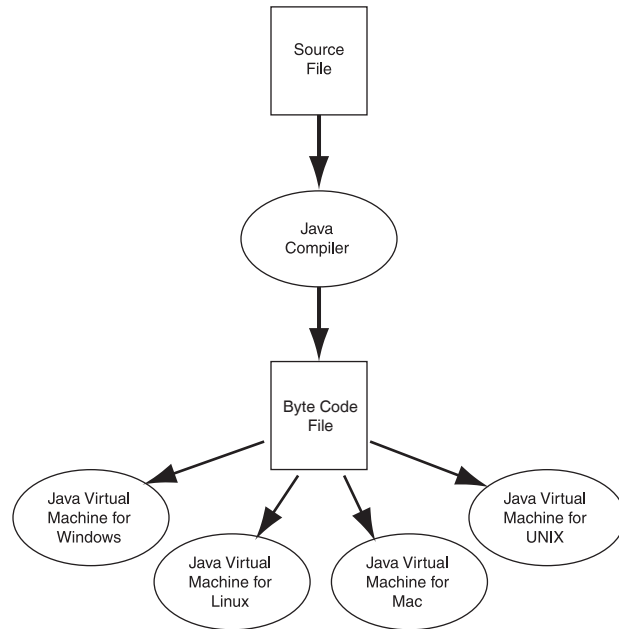 Source
File
Java
Compiler
Byte Code
File
Java Virtual
Machine for
Windows
Java Virtual
Machine for
Linux
Java Virtual
Machine for
Mac
Java Virtual
Machine for
UNIX